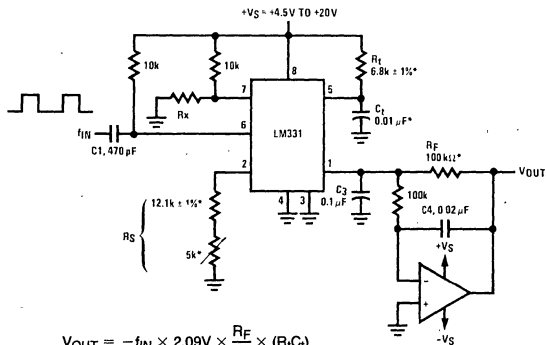 +VS = +4.5V TO +20V
10k
10k
Rt
6.8k ± 1%*
8
7
5
Rx
Ct
0.01 µF*
LM331
fIN
6
C1, 470 pF
RF
100 kΩ*
2
1
VOUT
12.1k ± 1%*
C3
0.1 µF
100k
4
3
C4, 0.02 µF
RS
5k*
+VS
-
+
-VS
VOUT = -fIN × 2.09V × RF/RS × (RtCt)